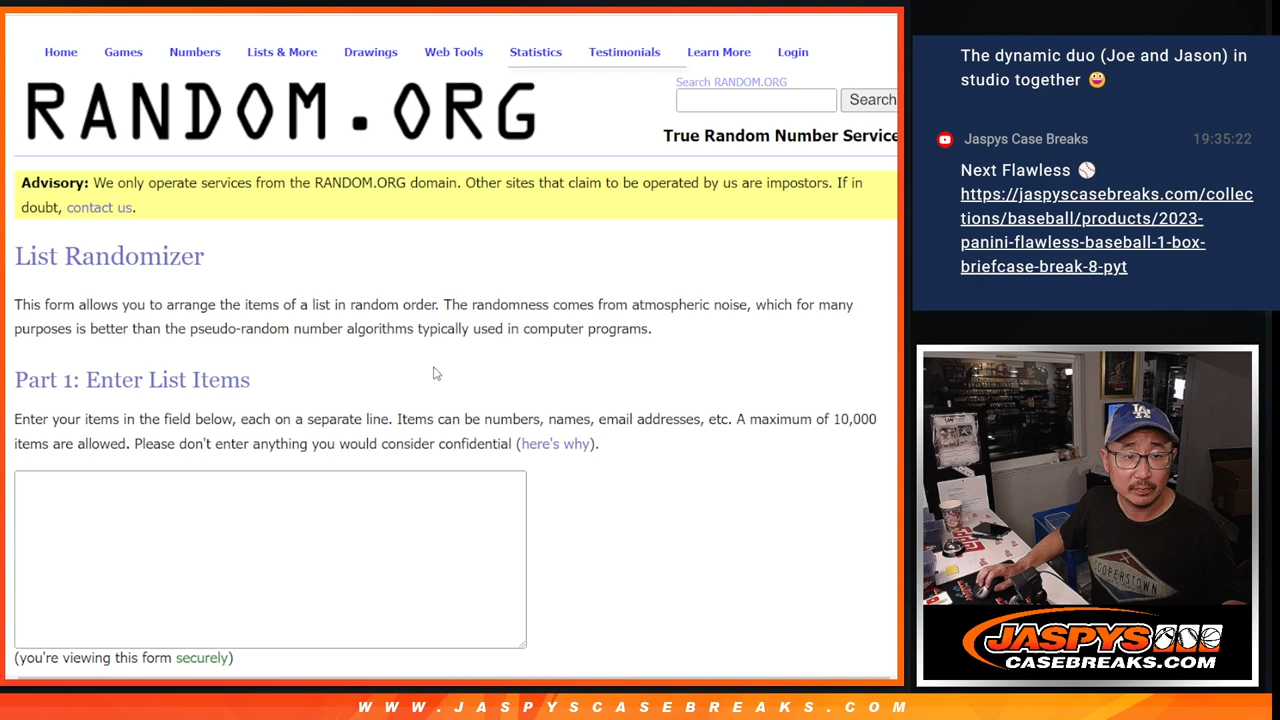 Home Games Numbers Lists & More Drawings Web Tools Statistics Testimonials Learn More Login
RANDOM.ORG
Search RANDOM.ORG
Search
True Random Number Service
Advisory: We only operate services from the RANDOM.ORG domain. Other sites that claim to be operated by us are impostors. If in
doubt, contact us.
List Randomizer
This form allows you to arrange the items of a list in random order. The randomness comes from atmospheric noise, which for many
purposes is better than the pseudo-random number algorithms typically used in computer programs.
Part 1: Enter List Items
Enter your items in the field below, each on a separate line. Items can be numbers, names, email addresses, etc. A maximum of 10,000
items are allowed. Please don't enter anything you would consider confidential (here's why).
(you're viewing this form securely)
The dynamic duo (Joe and Jason) in
studio together 😀
Jaspys Case Breaks 19:35:22
Next Flawless ⚾
https://jaspyscasebreaks.com/collec
tions/baseball/products/2023-
panini-flawless-baseball-1-box-
briefcase-break-8-pyt
LA
COOPERSTOWN
JASPYS
CASEBREAKS.COM
WWW.JASPYSCASEBREAKS.COM